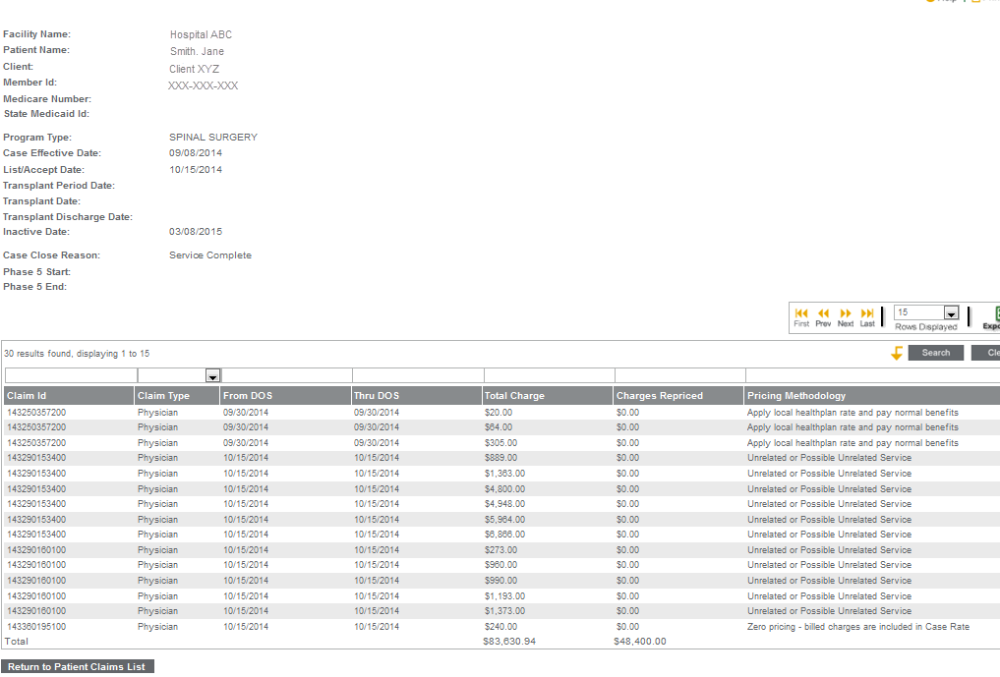 Facility Name: Hospital ABC
Patient Name: Smith. Jane
Client: Client XYZ
Member Id: XXX-XXX-XXX
Medicare Number:
State Medicaid Id:
Program Type: SPINAL SURGERY
Case Effective Date: 09/08/2014
List/Accept Date: 10/15/2014
Transplant Period Date:
Transplant Date:
Transplant Discharge Date:
Inactive Date: 03/08/2015
Case Close Reason: Service Complete
Phase 5 Start:
Phase 5 End:
15
First Prev Next Last Rows Displayed Expo
30 results found, displaying 1 to 15 Search Cle
Claim Id Claim Type From DOS Thru DOS Total Charge Charges Repriced Pricing Methodology
143250357200 Physician 09/30/2014 09/30/2014 $20.00 $0.00 Apply local healthplan rate and pay normal benefits
143250357200 Physician 09/30/2014 09/30/2014 $64.00 $0.00 Apply local healthplan rate and pay normal benefits
143250357200 Physician 09/30/2014 09/30/2014 $305.00 $0.00 Apply local healthplan rate and pay normal benefits
143290153400 Physician 10/15/2014 10/15/2014 $889.00 $0.00 Unrelated or Possible Unrelated Service
143290153400 Physician 10/15/2014 10/15/2014 $1,363.00 $0.00 Unrelated or Possible Unrelated Service
143290153400 Physician 10/15/2014 10/15/2014 $4,800.00 $0.00 Unrelated or Possible Unrelated Service
143290153400 Physician 10/15/2014 10/15/2014 $4,948.00 $0.00 Unrelated or Possible Unrelated Service
143290153400 Physician 10/15/2014 10/15/2014 $5,964.00 $0.00 Unrelated or Possible Unrelated Service
143290153400 Physician 10/15/2014 10/15/2014 $6,866.00 $0.00 Unrelated or Possible Unrelated Service
143290160100 Physician 10/15/2014 10/15/2014 $273.00 $0.00 Unrelated or Possible Unrelated Service
143290160100 Physician 10/15/2014 10/15/2014 $960.00 $0.00 Unrelated or Possible Unrelated Service
143290160100 Physician 10/15/2014 10/15/2014 $990.00 $0.00 Unrelated or Possible Unrelated Service
143290160100 Physician 10/15/2014 10/15/2014 $1,193.00 $0.00 Unrelated or Possible Unrelated Service
143290160100 Physician 10/15/2014 10/15/2014 $1,373.00 $0.00 Unrelated or Possible Unrelated Service
143360195100 Physician 10/15/2014 10/15/2014 $240.00 $0.00 Zero pricing - billed charges are included in Case Rate
Total $83,630.94 $48,400.00
Return to Patient Claims List